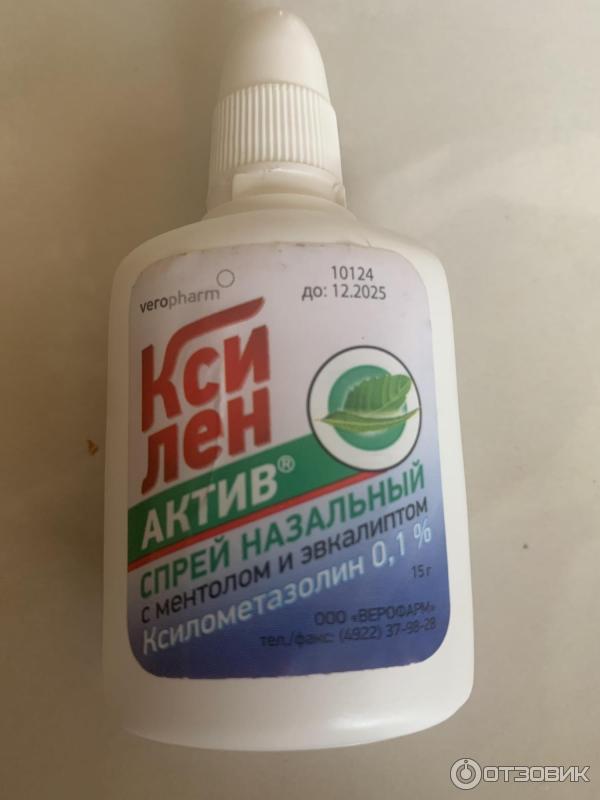 veropharm
10124
до: 12.2025
Кси
лен
АКТИВ®
СПРЕЙ НАЗАЛЬНЫЙ
с ментолом и эвкалиптом
Ксилометазолин 0,1 %
15 г
ООО «ВЕРОФАРМ»
тел./факс: (4922) 37-98-28
ОТЗОВИК